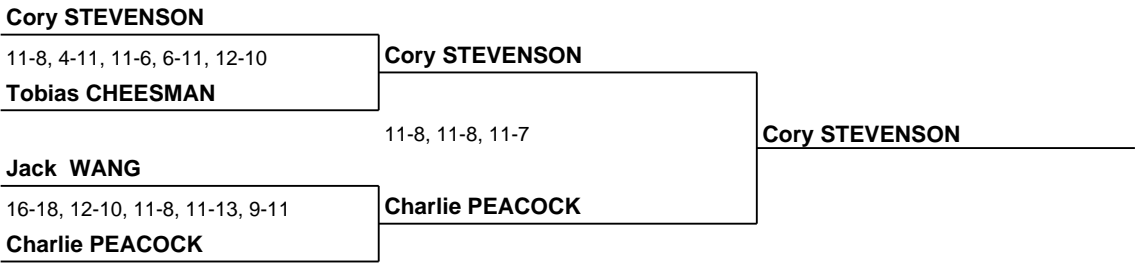 Cory STEVENSON
11-8, 4-11, 11-6, 6-11, 12-10
Tobias CHEESMAN
Cory STEVENSON
11-8, 11-8, 11-7
Cory STEVENSON
Jack WANG
16-18, 12-10, 11-8, 11-13, 9-11
Charlie PEACOCK
Charlie PEACOCK